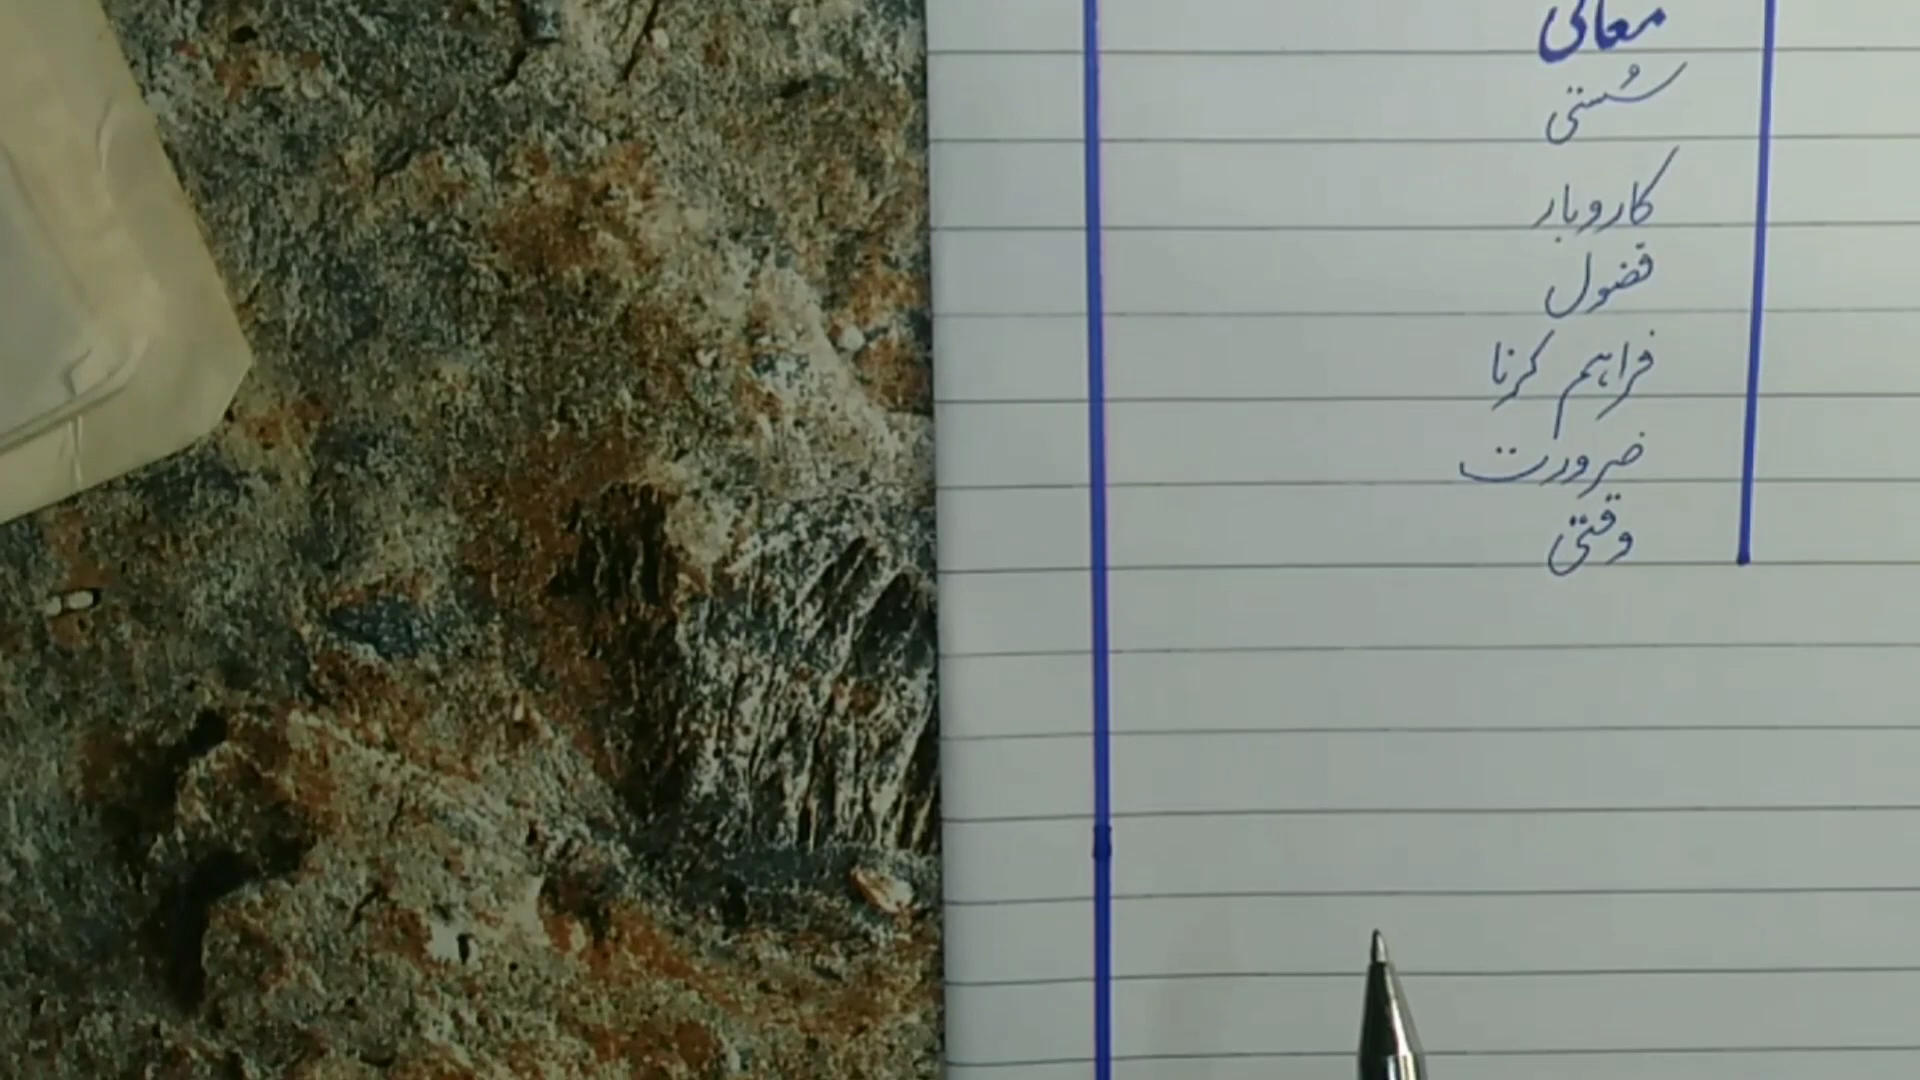 معانی
سُستی
کاروبار
فضول
فراہم کرنا
ضرورت
وقتی